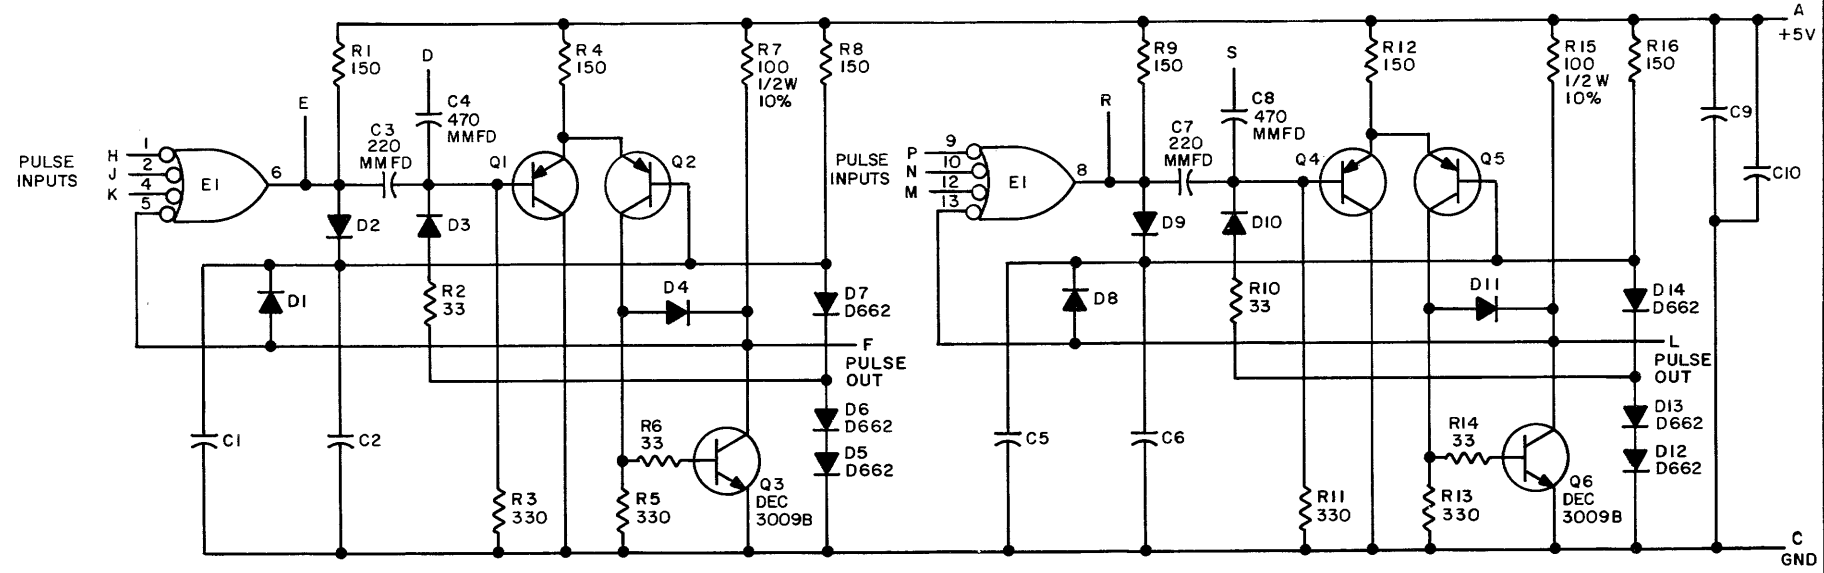 A
+5V
R1
150
D
C4
470
MMFD
R4
150
R7
100
1/2W
10%
R8
150
R9
150
S
C8
470
MMFD
R12
150
R15
100
1/2W
10%
R16
150
C9
C10
E
C3
220
MMFD
Q1
Q2
R
C7
220
MMFD
Q4
Q5
PULSE
INPUTS
H
J
K
1
2
4
5
E1
6
PULSE
INPUTS
P
N
M
9
10
12
13
E1
8
D2
D3
D9
D10
D1
R2
33
D4
D7
D662
D8
R10
33
D11
D14
D662
F
PULSE
OUT
L
PULSE
OUT
C1
C2
R6
33
D6
D662
D5
D662
C5
C6
R14
33
D13
D662
D12
D662
R3
330
R5
330
Q3
DEC
3009B
R11
330
R13
330
Q6
DEC
3009B
C
GND